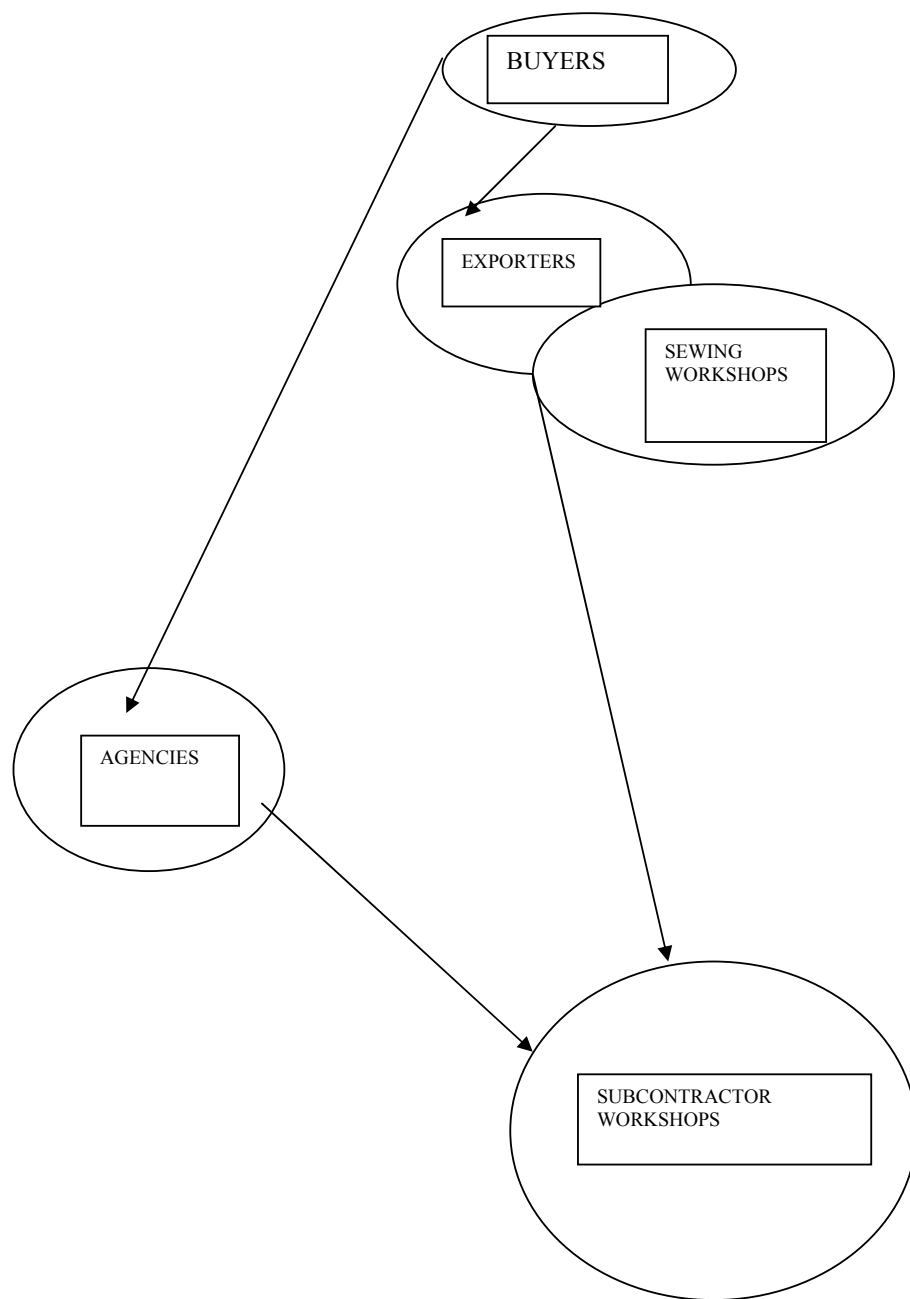 BUYERS
EXPORTERS
SEWING
WORKSHOPS
AGENCIES
SUBCONTRACTOR
WORKSHOPS